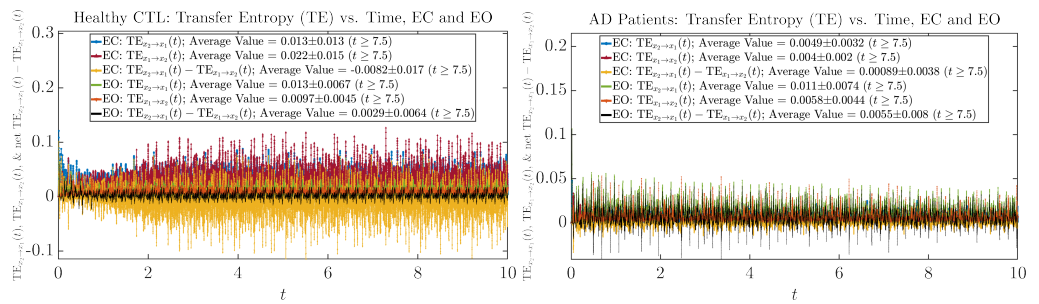 Healthy CTL: Transfer Entropy (TE) vs. Time, EC and EO
TE_{x₂→x₁}(t), TE_{x₁→x₂}(t), & net TE_{x₂→x₁}(t) − TE_{x₁→x₂}(t)
0.3
0.2
0.1
0
-0.1
EC: TE_{x₂→x₁}(t); Average Value = 0.013±0.013 (t ≥ 7.5)
EC: TE_{x₁→x₂}(t); Average Value = 0.022±0.015 (t ≥ 7.5)
EC: TE_{x₂→x₁}(t) − TE_{x₁→x₂}(t); Average Value = -0.0082±0.017 (t ≥ 7.5)
EO: TE_{x₂→x₁}(t); Average Value = 0.013±0.0067 (t ≥ 7.5)
EO: TE_{x₁→x₂}(t); Average Value = 0.0097±0.0045 (t ≥ 7.5)
EO: TE_{x₂→x₁}(t) − TE_{x₁→x₂}(t); Average Value = 0.0029±0.0064 (t ≥ 7.5)
0 2 4 6 8 10
t
AD Patients: Transfer Entropy (TE) vs. Time, EC and EO
TE_{x₂→x₁}(t), TE_{x₁→x₂}(t), & net TE_{x₂→x₁}(t) − TE_{x₁→x₂}(t)
0.2
0.15
0.1
0.05
0
EC: TE_{x₂→x₁}(t); Average Value = 0.0049±0.0032 (t ≥ 7.5)
EC: TE_{x₁→x₂}(t); Average Value = 0.004±0.002 (t ≥ 7.5)
EC: TE_{x₂→x₁}(t) − TE_{x₁→x₂}(t); Average Value = 0.00089±0.0038 (t ≥ 7.5)
EO: TE_{x₂→x₁}(t); Average Value = 0.011±0.0074 (t ≥ 7.5)
EO: TE_{x₁→x₂}(t); Average Value = 0.0058±0.0044 (t ≥ 7.5)
EO: TE_{x₂→x₁}(t) − TE_{x₁→x₂}(t); Average Value = 0.0055±0.008 (t ≥ 7.5)
0 2 4 6 8 10
t